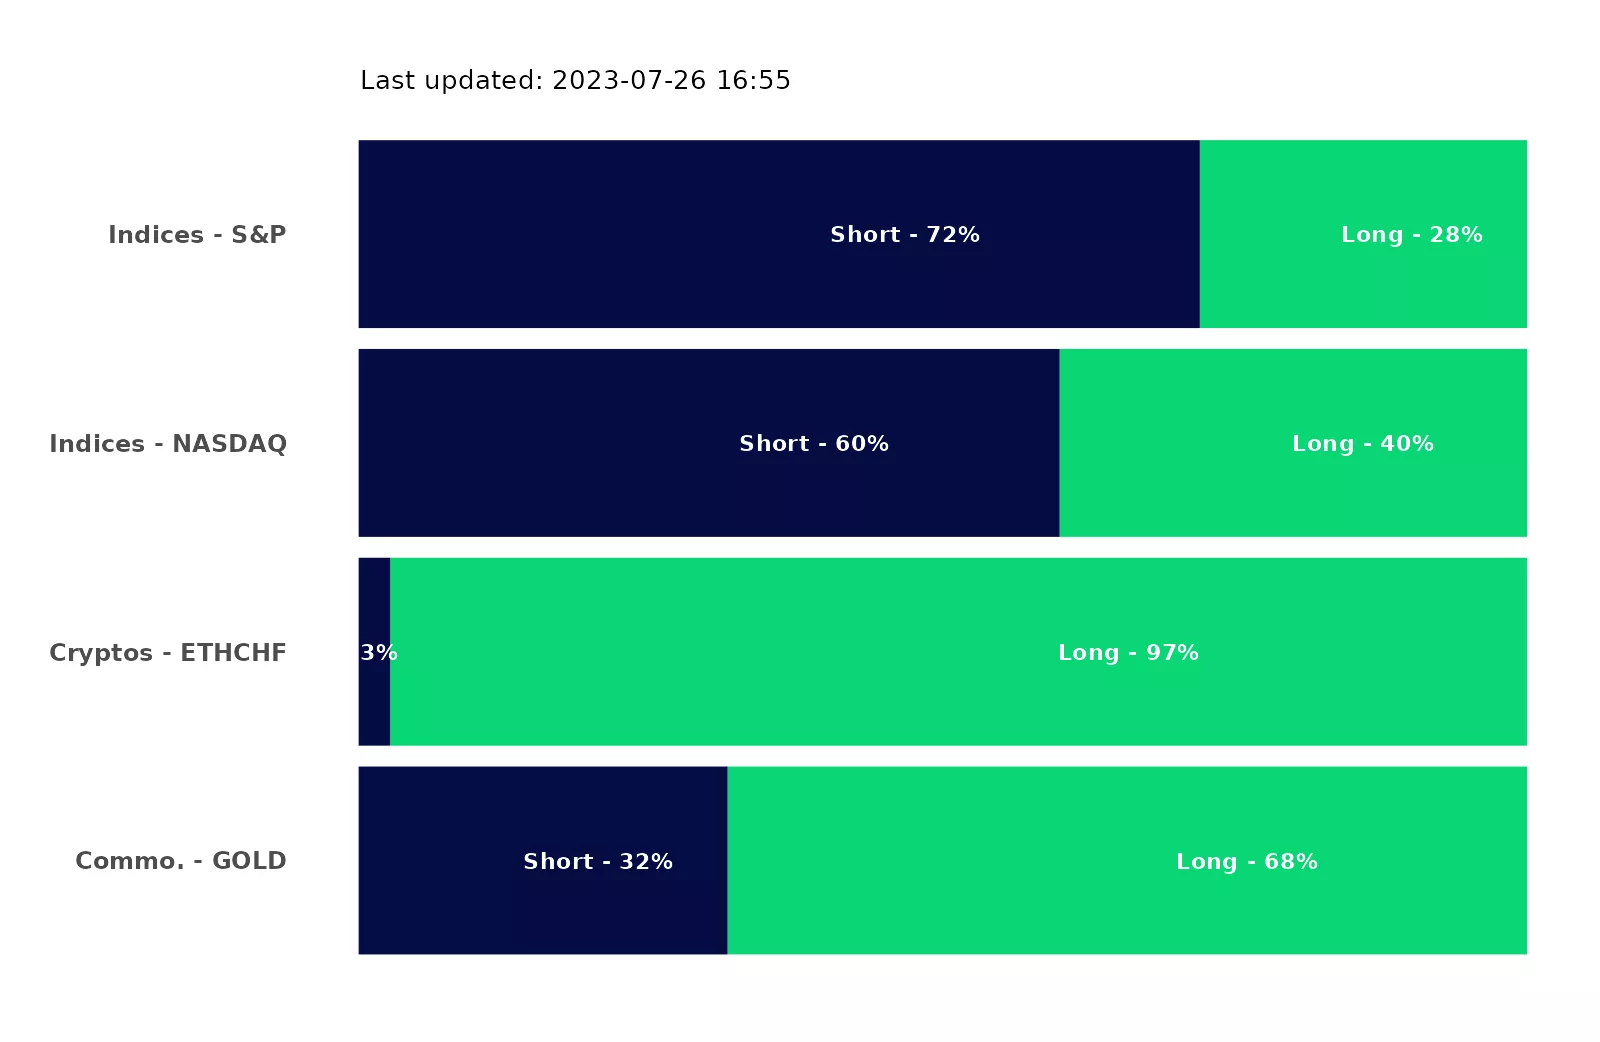 Last updated: 2023-07-26 16:55
Indices - S&P Short - 72% Long - 28%
Indices - NASDAQ Short - 60% Long - 40%
Cryptos - ETHCHF 3% Long - 97%
Commo. - GOLD Short - 32% Long - 68%